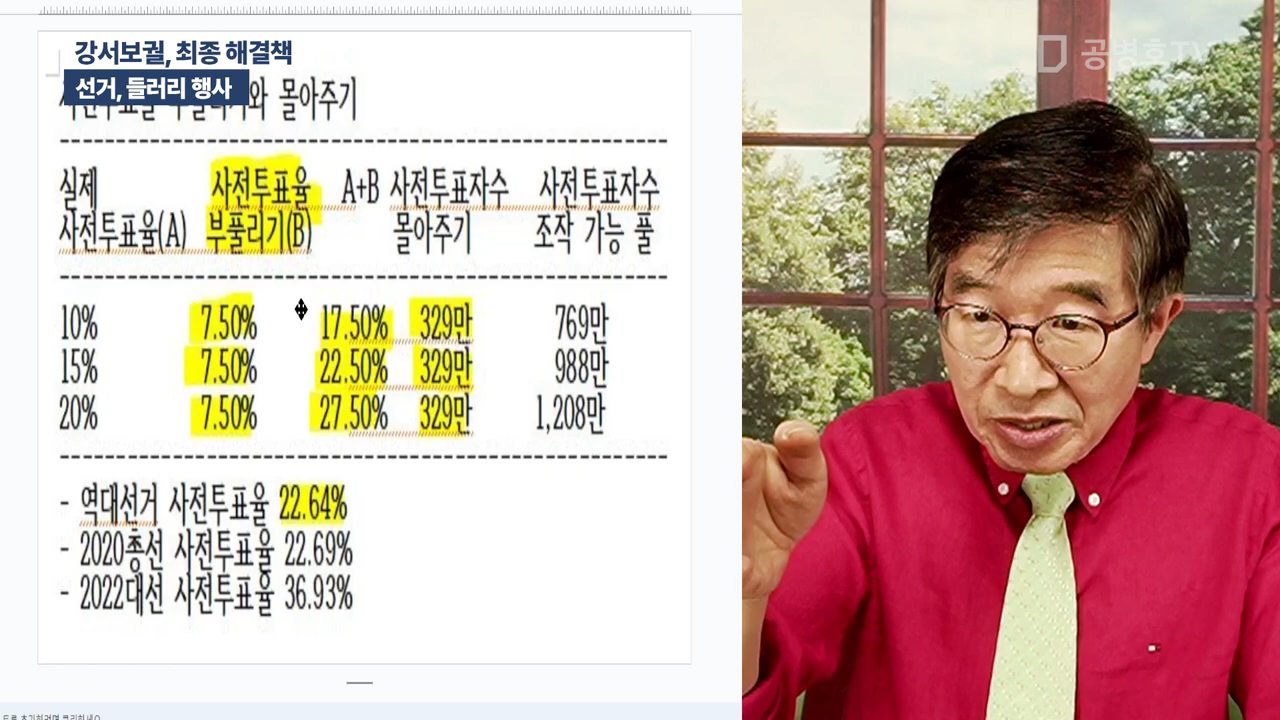 강서보궐, 최종 해결책
선거, 들러리 행사
몰아주기
공병호TV
실제 사전투표율 A+B 사전투표자수 사전투표자수
사전투표율(A) 부풀리기(B) 몰아주기 조작 가능 풀
10% 7.50% 17.50% 329만 769만
15% 7.50% 22.50% 329만 988만
20% 7.50% 27.50% 329만 1,208만
- 역대선거 사전투표율 22.64%
- 2020총선 사전투표율 22.69%
- 2022대선 사전투표율 36.93%